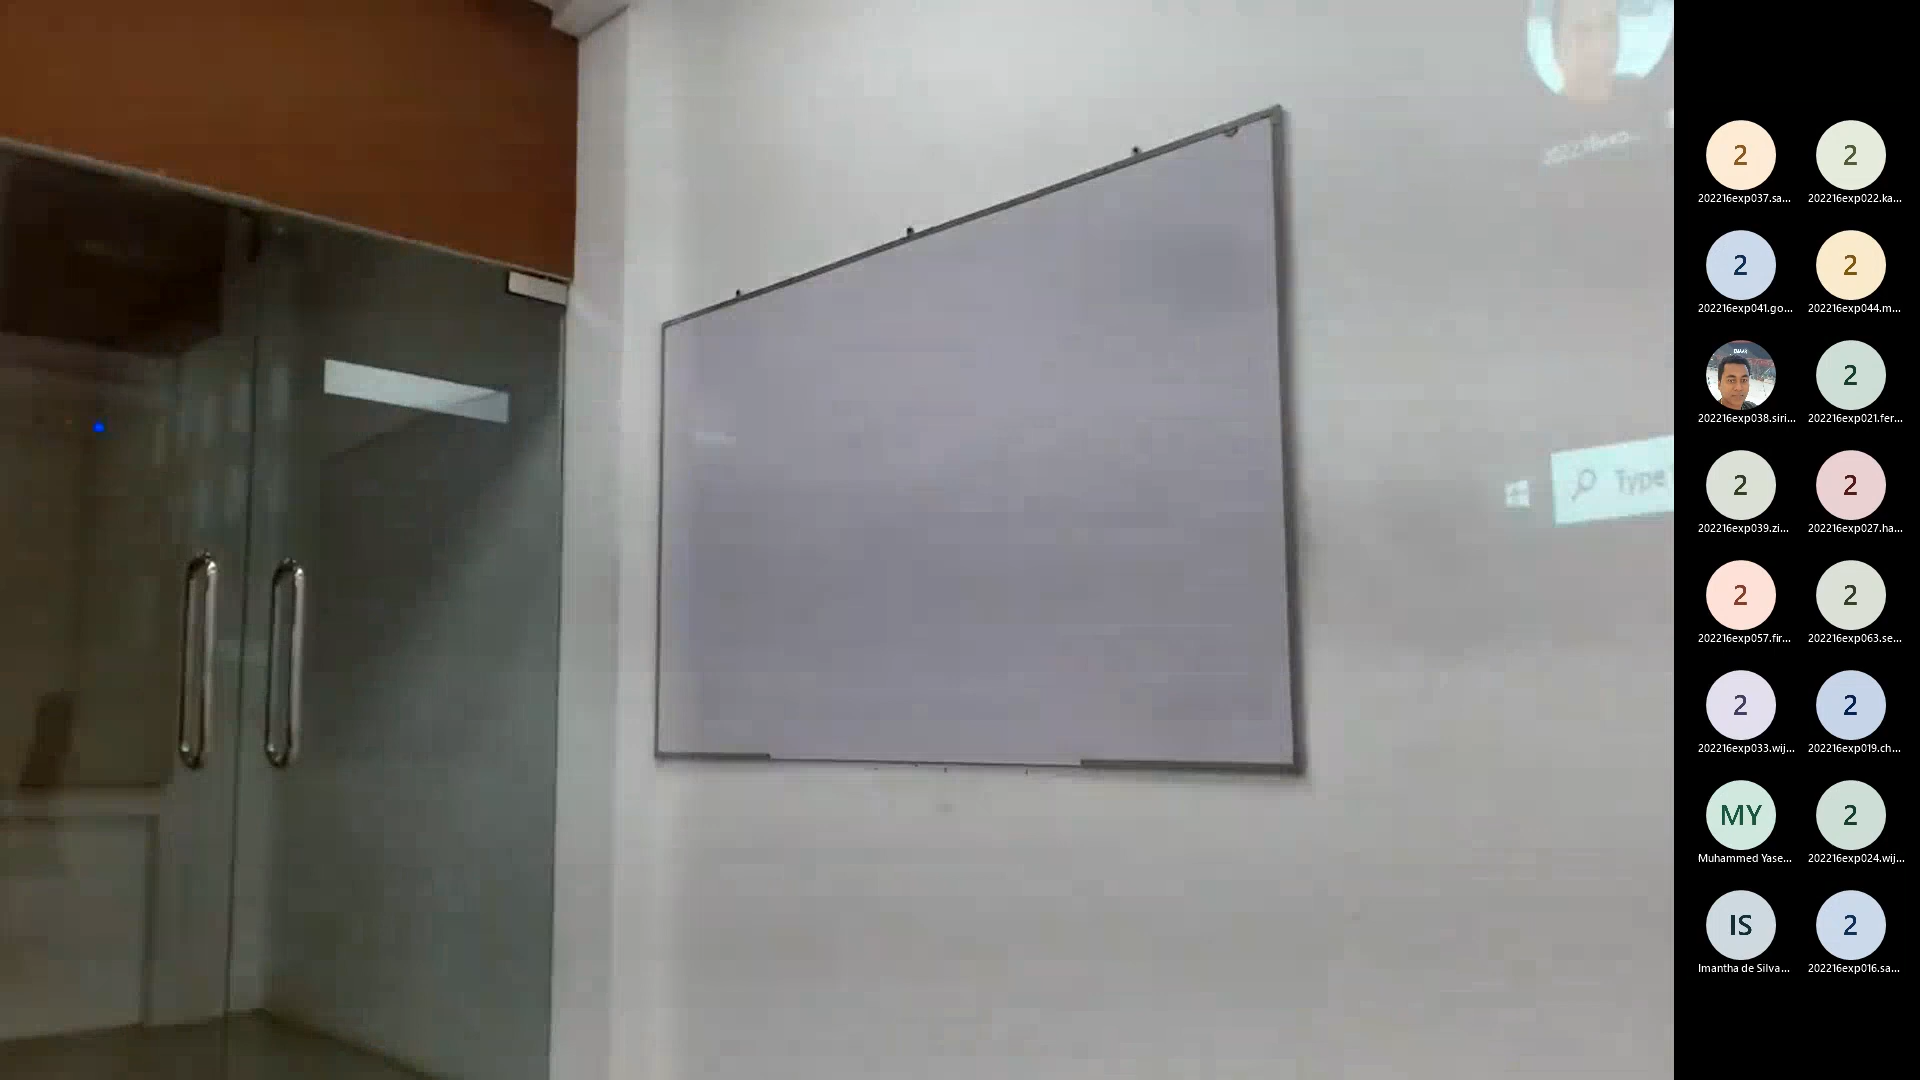 Type
2
202216exp037.sa...
2
202216exp022.ka...
2
202216exp041.go...
2
202216exp044.m...
202216exp038.siri...
2
202216exp021.fer...
2
202216exp039.zi...
2
202216exp027.ha...
2
202216exp057.fir...
2
202216exp063.se...
2
202216exp033.wij...
2
202216exp019.ch...
MY
Muhammed Yase...
2
202216exp024.wij...
IS
Imantha de Silva...
2
202216exp016.sa...